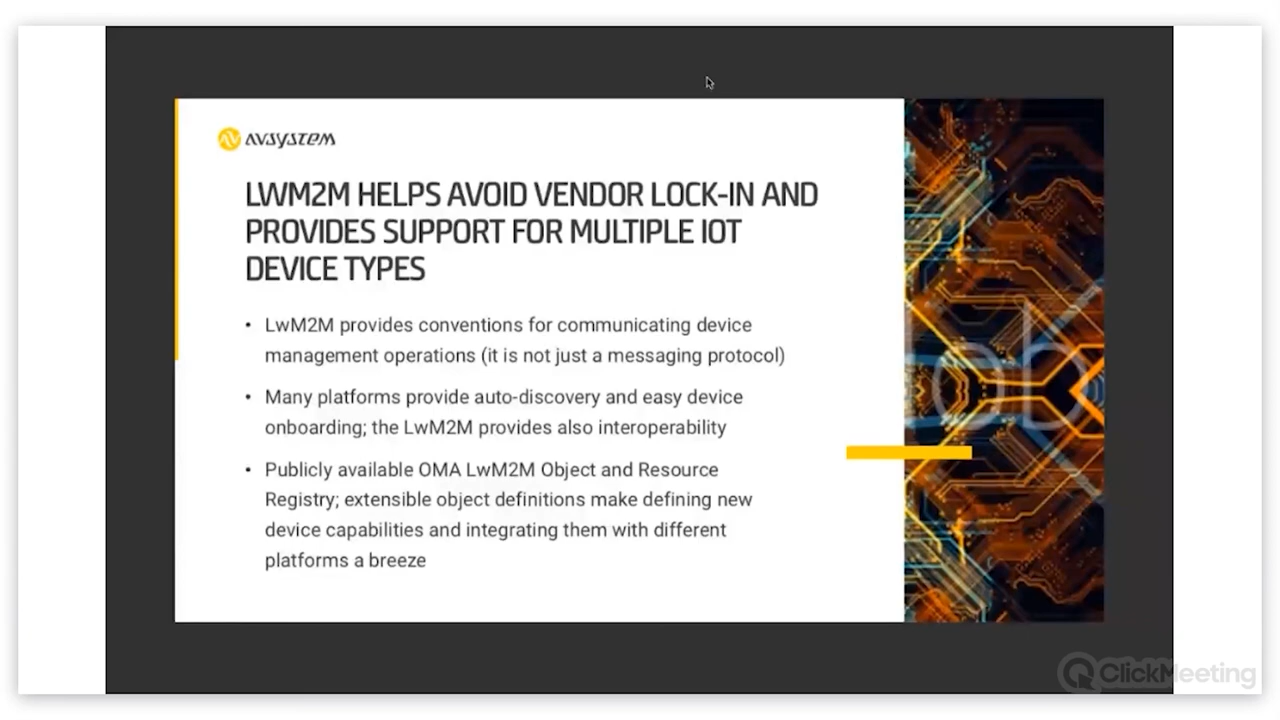 AVSYSTEM
LWM2M HELPS AVOID VENDOR LOCK-IN AND
PROVIDES SUPPORT FOR MULTIPLE IOT
DEVICE TYPES
• LwM2M provides conventions for communicating device
management operations (it is not just a messaging protocol)
• Many platforms provide auto-discovery and easy device
onboarding; the LwM2M provides also interoperability
• Publicly available OMA LwM2M Object and Resource
Registry; extensible object definitions make defining new
device capabilities and integrating them with different
platforms a breeze
ClickMeeting